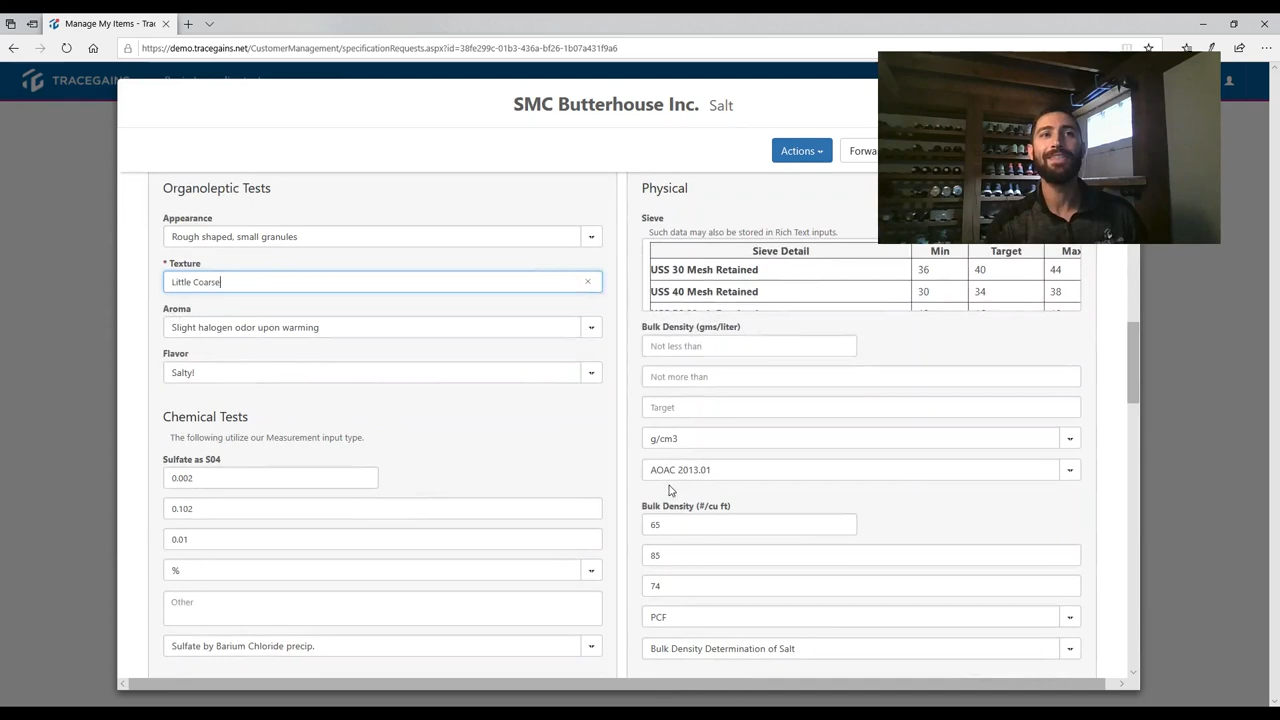 Manage My Items - Trac
https://demo.tracegains.net/CustomerManagement/specificationRequests.aspx?id=38fe299c-01b3-436a-bf26-1b07a431f9a6
TRACEGAINS
SMC Butterhouse Inc. Salt
Actions
Forwa
Organoleptic Tests
Appearance
Rough shaped, small granules
* Texture
Little Coarse
Aroma
Slight halogen odor upon warming
Flavor
Saltyl
Chemical Tests
The following utilize our Measurement input type.
Sulfate as S04
0.002
0.102
0.01
%
Other
Sulfate by Barium Chloride precip.
Physical
Sieve
Such data may also be stored in Rich Text inputs.
Sieve Detail Min Target Max
USS 30 Mesh Retained 36 40 44
USS 40 Mesh Retained 30 34 38
Bulk Density (gms/liter)
Not less than
Not more than
Target
g/cm3
AOAC 2013.01
Bulk Density (#/cu ft)
65
85
74
PCF
Bulk Density Determination of Salt